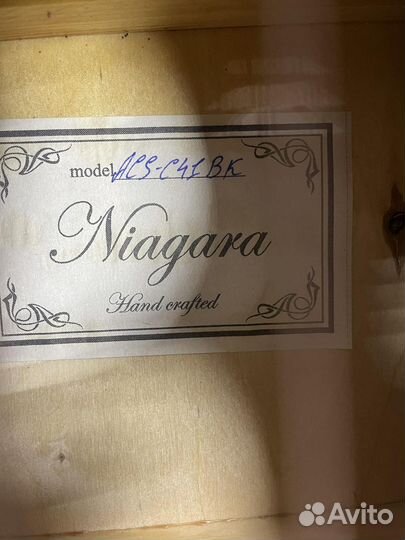 model ACS-C41BK
Niagara
Hand crafted
Avito